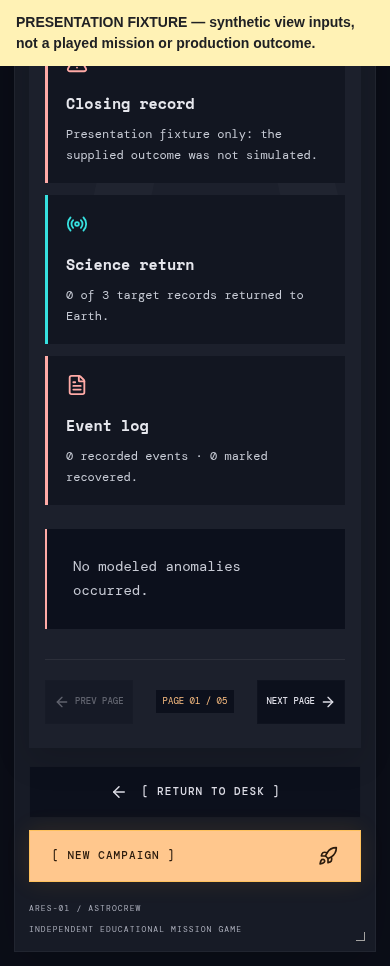 PRESENTATION FIXTURE — synthetic view inputs,
not a played mission or production outcome.
Closing record
Presentation fixture only: the
supplied outcome was not simulated.
Science return
0 of 3 target records returned to
Earth.
Event log
0 recorded events · 0 marked
recovered.
No modeled anomalies
occurred.
PREV PAGE
PAGE 01 / 05
NEXT PAGE
[ RETURN TO DESK ]
[ NEW CAMPAIGN ]
ARES-01 / ASTROCREW
INDEPENDENT EDUCATIONAL MISSION GAME